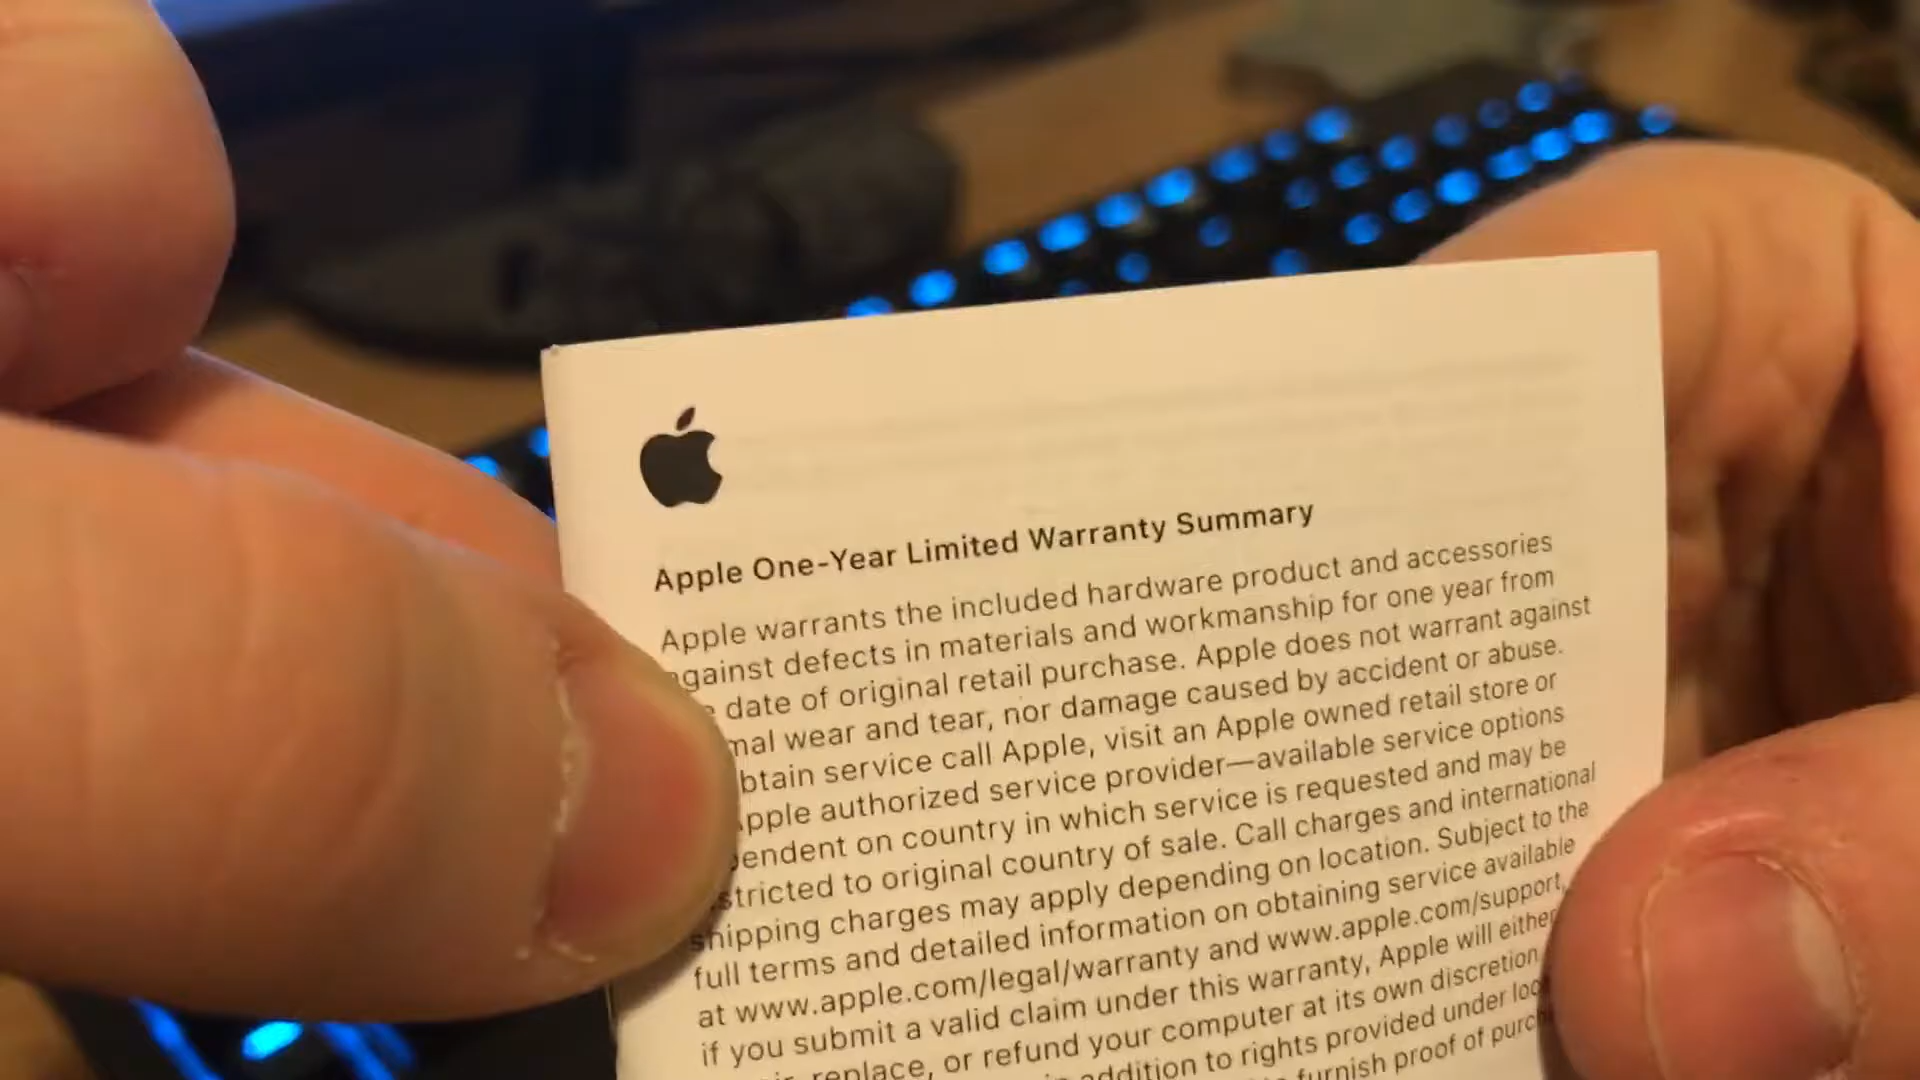 Apple One-Year Limited Warranty Summary
Apple warrants the included hardware product and accessories
against defects in materials and workmanship for one year from
date of original retail purchase. Apple does not warrant against
wear and tear, nor damage caused by accident or abuse.
service call Apple, visit an Apple owned retail store or
Apple authorized service provider—available service options
on country in which service is requested and may be
to original country of sale. Call charges and international
shipping charges may apply depending on location. Subject to the
full terms and detailed information on obtaining service available
at www.apple.com/legal/warranty and www.apple.com/support,
if you submit a valid claim under this warranty, Apple will either
replace, or refund your computer at its own discretion.
addition to rights provided under
furnish proof of